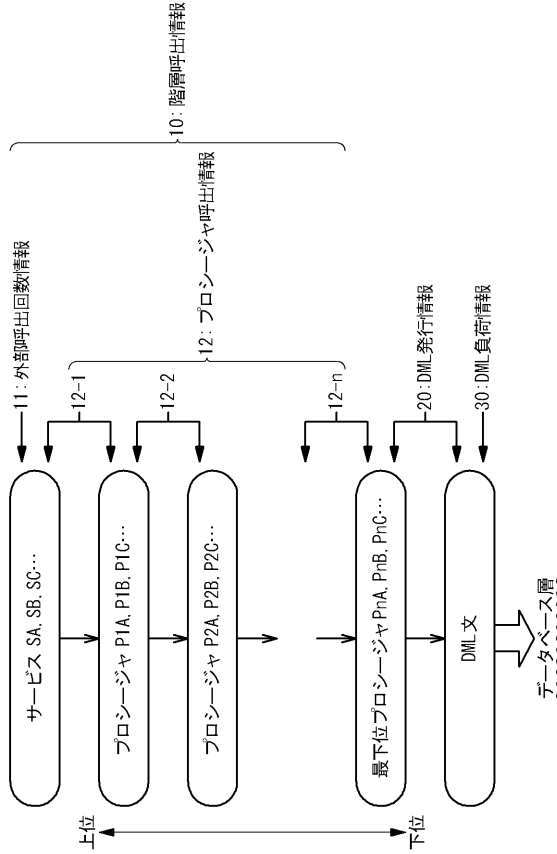 10:階層呼出情報
11:外部呼出回数情報
12:プロシージャ呼出情報
12-1
12-2
12-n
20:DML発行情報
30:DML負荷情報
サービス SA, SB, SC…
プロシージャ P1A, P1B, P1C…
プロシージャ P2A, P2B, P2C…
最下位プロシージャPnA, PnB, PnC…
DML文
データベース層
上位
下位